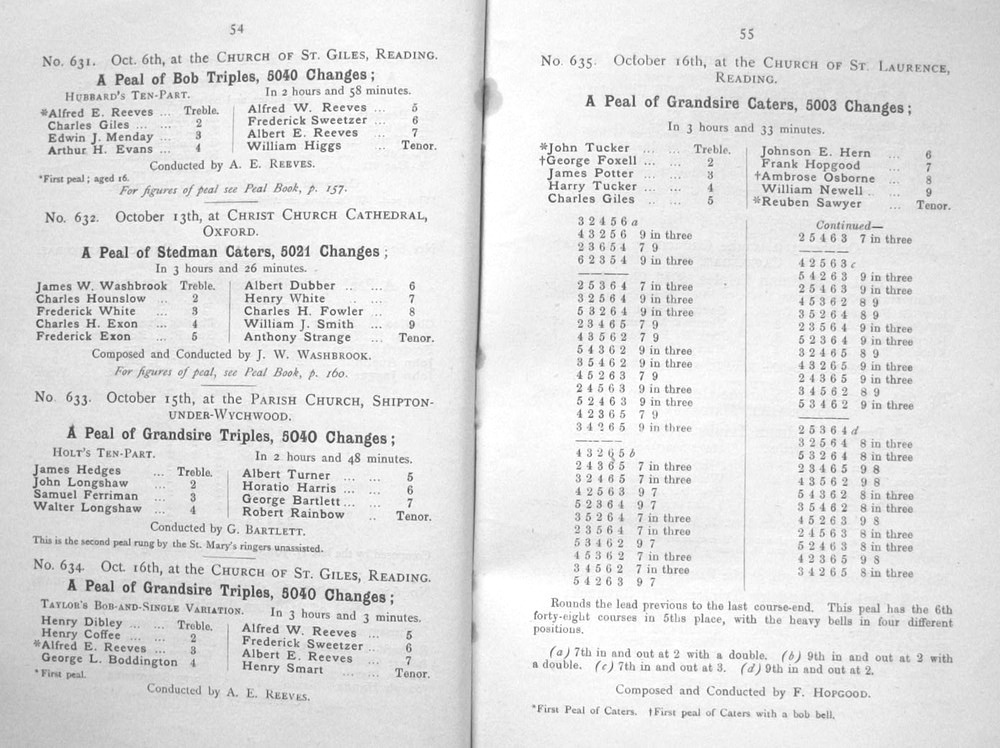 54
No. 631. Oct. 6th, at the CHURCH OF ST. GILES, READING.
A Peal of Bob Triples, 5040 Changes;
HUBBARD'S TEN-PART. In 2 hours and 58 minutes.
*Alfred E. Reeves ... Treble. Alfred W. Reeves ... 5
Charles Giles ... ... 2 Frederick Sweetzer ... 6
Edwin J. Menday ... 3 Albert E. Reeves ... 7
Arthur H. Evans ... 4 William Higgs ... Tenor.
Conducted by A. E. REEVES.
*First peal; aged 16.
For figures of peal see Peal Book, p. 157.
No. 632. October 13th, at CHRIST CHURCH CATHEDRAL,
OXFORD.
A Peal of Stedman Caters, 5021 Changes;
In 3 hours and 26 minutes.
James W. Washbrook Treble. Albert Dubber ... ... 6
Charles Hounslow ... 2 Henry White ... 7
Frederick White ... 3 Charles H. Fowler ... 8
Charles H. Exon ... 4 William J. Smith ... 9
Frederick Exon ... 5 Anthony Strange ... Tenor.
Composed and Conducted by J. W. WASHBROOK.
For figures of peal, see Peal Book, p. 160.
No. 633. October 15th, at the PARISH CHURCH, SHIPTON-
UNDER-WYCHWOOD.
A Peal of Grandsire Triples, 5040 Changes;
HOLT'S TEN-PART. In 2 hours and 48 minutes.
James Hedges ... Treble. Albert Turner ... 5
John Longshaw ... 2 Horatio Harris ... ... 6
Samuel Ferriman ... 3 George Bartlett ... ... 7
Walter Longshaw ... 4 Robert Rainbow .. Tenor.
Conducted by G. BARTLETT.
This is the second peal rung by the St. Mary's ringers unassisted.
No. 634. Oct. 16th, at the CHURCH OF ST. GILES, READING.
A Peal of Grandsire Triples, 5040 Changes;
TAYLOR'S BOB-AND-SINGLE VARIATION. In 3 hours and 3 minutes.
Henry Dibley ... ... Treble. Alfred W. Reeves ... 5
Henry Coffee ... ... 2 Frederick Sweetzer .. 6
*Alfred E. Reeves ... 3 Albert E. Reeves ... 7
George L. Boddington 4 Henry Smart ... Tenor.
*First peal.
Conducted by A. E. REEVES.
55
No. 635. October 16th, at the CHURCH OF ST. LAURENCE,
READING.
A Peal of Grandsire Caters, 5003 Changes;
In 3 hours and 33 minutes.
*John Tucker ... ... Treble. Johnson E. Hern ... 6
†George Foxell ... ... 2 Frank Hopgood ... 7
James Potter ... ... 3 †Ambrose Osborne ... 8
Harry Tucker ... ... 4 William Newell .. ... 9
Charles Giles .. ... 5 *Reuben Sawyer ... Tenor.
3 2 4 5 6 a
4 3 2 5 6 9 in three
2 3 6 5 4 7 9
6 2 3 5 4 9 in three
2 5 3 6 4 7 in three
3 2 5 6 4 9 in three
5 3 2 6 4 9 in three
2 3 4 6 5 7 9
4 3 5 6 2 7 9
5 4 3 6 2 9 in three
3 5 4 6 2 9 in three
4 5 2 6 3 7 9
2 4 5 6 3 9 in three
5 2 4 6 3 9 in three
4 2 3 6 5 7 9
3 4 2 6 5 9 in three
4 3 2 6 5 b
2 4 3 6 5 7 in three
3 2 4 6 5 7 in three
4 2 5 6 3 9 7
5 2 3 6 4 9 7
3 5 2 6 4 7 in three
2 3 5 6 4 7 in three
5 3 4 6 2 9 7
4 5 3 6 2 7 in three
3 4 5 6 2 7 in three
5 4 2 6 3 9 7
Continued—
2 5 4 6 3 7 in three
4 2 5 6 3 c
5 4 2 6 3 9 in three
2 5 4 6 3 9 in three
4 5 3 6 2 8 9
3 5 2 6 4 8 9
2 3 5 6 4 9 in three
5 2 3 6 4 9 in three
3 2 4 6 5 8 9
4 3 2 6 5 9 in three
2 4 3 6 5 9 in three
3 4 5 6 2 8 9
5 3 4 6 2 9 in three
2 5 3 6 4 d
3 2 5 6 4 8 in three
5 3 2 6 4 8 in three
2 3 4 6 5 9 8
4 3 5 6 2 9 8
5 4 3 6 2 8 in three
3 5 4 6 2 8 in three
4 5 2 6 3 9 8
2 4 5 6 3 8 in three
5 2 4 6 3 8 in three
4 2 3 6 5 9 8
3 4 2 6 5 8 in three
Rounds the lead previous to the last course-end. This peal has the 6th
forty-eight courses in 5ths place, with the heavy bells in four different
positions.
(a) 7th in and out at 2 with a double. (b) 9th in and out at 2 with
a double. (c) 7th in and out at 3. (d) 9th in and out at 2.
Composed and Conducted by F. HOPGOOD.
*First Peal of Caters. †First peal of Caters with a bob bell.